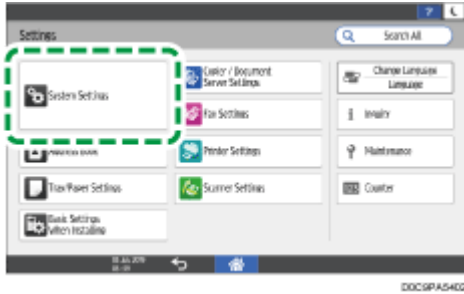 ?
Settings
Search All
System Settings
Copier / Document
Server Settings
Change Language
Language
Fax Settings
i Inquiry
Address Book
Printer Settings
Maintenance
Tray/Paper Settings
Scanner Settings
Counter
Basic Settings
When Installing
D0C9PA5402